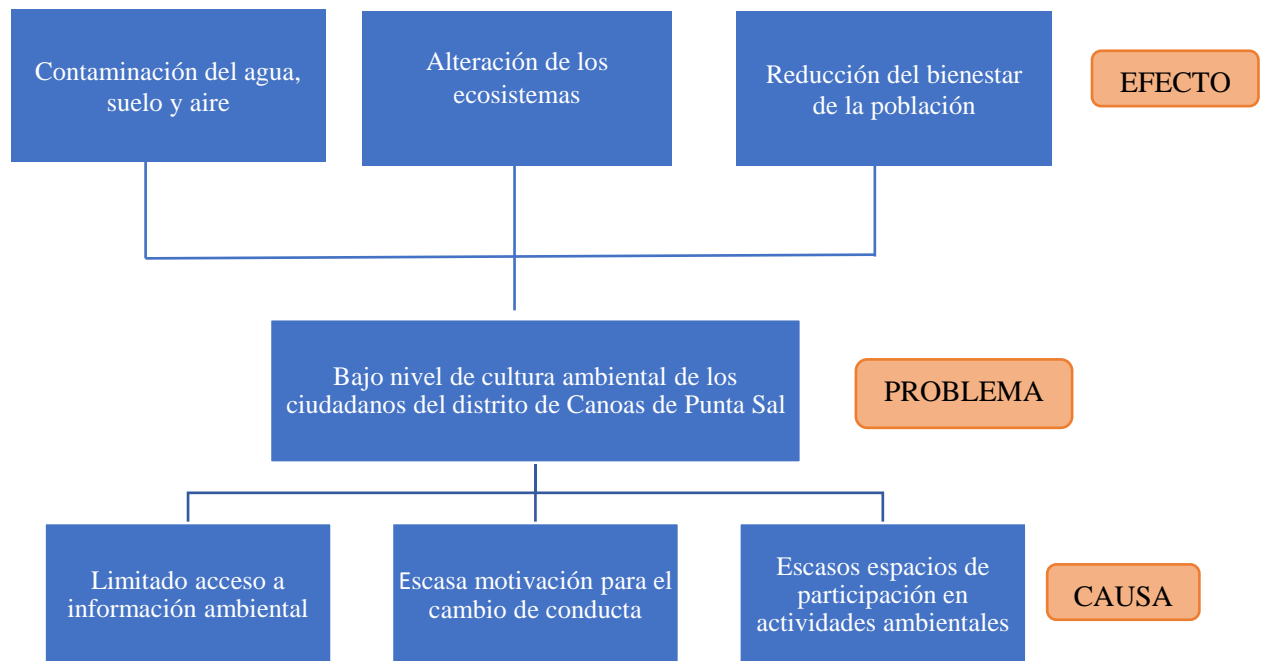 Contaminación del agua,
suelo y aire
Alteración de los
ecosistemas
Reducción del bienestar
de la población
EFECTO
Bajo nivel de cultura ambiental de los
ciudadanos del distrito de Canoas de Punta Sal
PROBLEMA
Limitado acceso a
información ambiental
Escasa motivación para el
cambio de conducta
Escasos espacios de
participación en
actividades ambientales
CAUSA